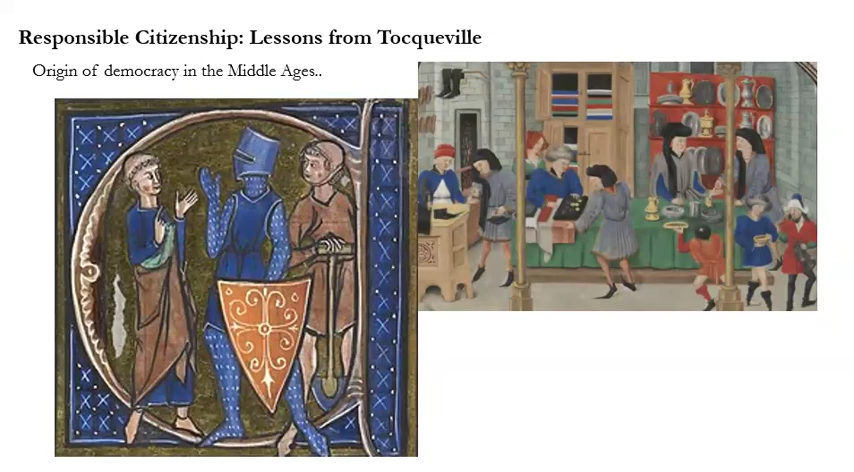 Responsible Citizenship: Lessons from Tocqueville
Origin of democracy in the Middle Ages..